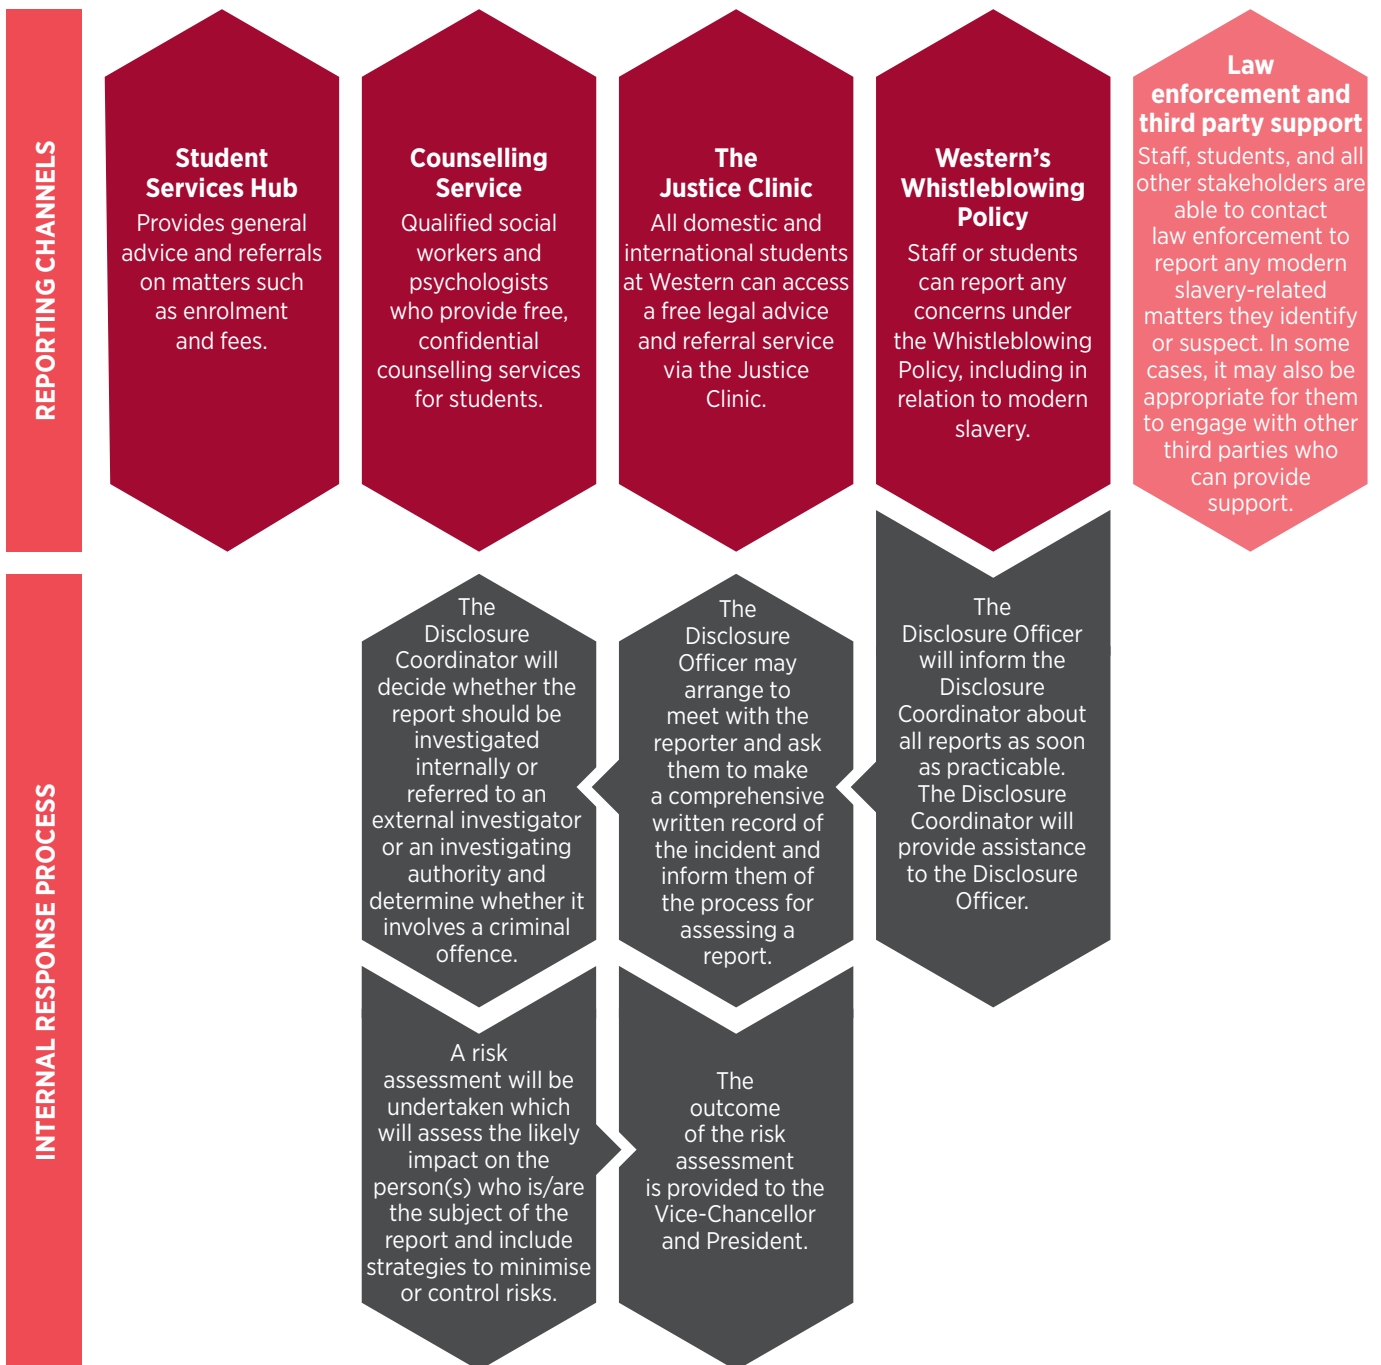 REPORTING CHANNELS
Student
Services Hub
Provides general
advice and referrals
on matters such
as enrolment
and fees.
Counselling
Service
Qualified social
workers and
psychologists
who provide free,
confidential
counselling services
for students.
The
Justice Clinic
All domestic and
international students
at Western can access
a free legal advice
and referral service
via the Justice
Clinic.
Western’s
Whistleblowing
Policy
Staff or students
can report any
concerns under
the Whistleblowing
Policy, including in
relation to modern
slavery.
Law
enforcement and
third party support
Staff, students, and all
other stakeholders are
able to contact
law enforcement to
report any modern
slavery-related
matters they identify
or suspect. In some
cases, it may also be
appropriate for them
to engage with other
third parties who
can provide
support.
INTERNAL RESPONSE PROCESS
The
Disclosure Officer
will inform the
Disclosure
Coordinator about
all reports as soon
as practicable.
The Disclosure
Coordinator will
provide assistance
to the Disclosure
Officer.
The
Disclosure
Officer may
arrange to
meet with the
reporter and ask
them to make
a comprehensive
written record of
the incident and
inform them of
the process for
assessing a
report.
The
Disclosure
Coordinator will
decide whether the
report should be
investigated
internally or
referred to an
external investigator
or an investigating
authority and
determine whether it
involves a criminal
offence.
A risk
assessment will be
undertaken which
will assess the likely
impact on the
person(s) who is/are
the subject of the
report and include
strategies to minimise
or control risks.
The
outcome
of the risk
assessment
is provided to the
Vice-Chancellor
and President.